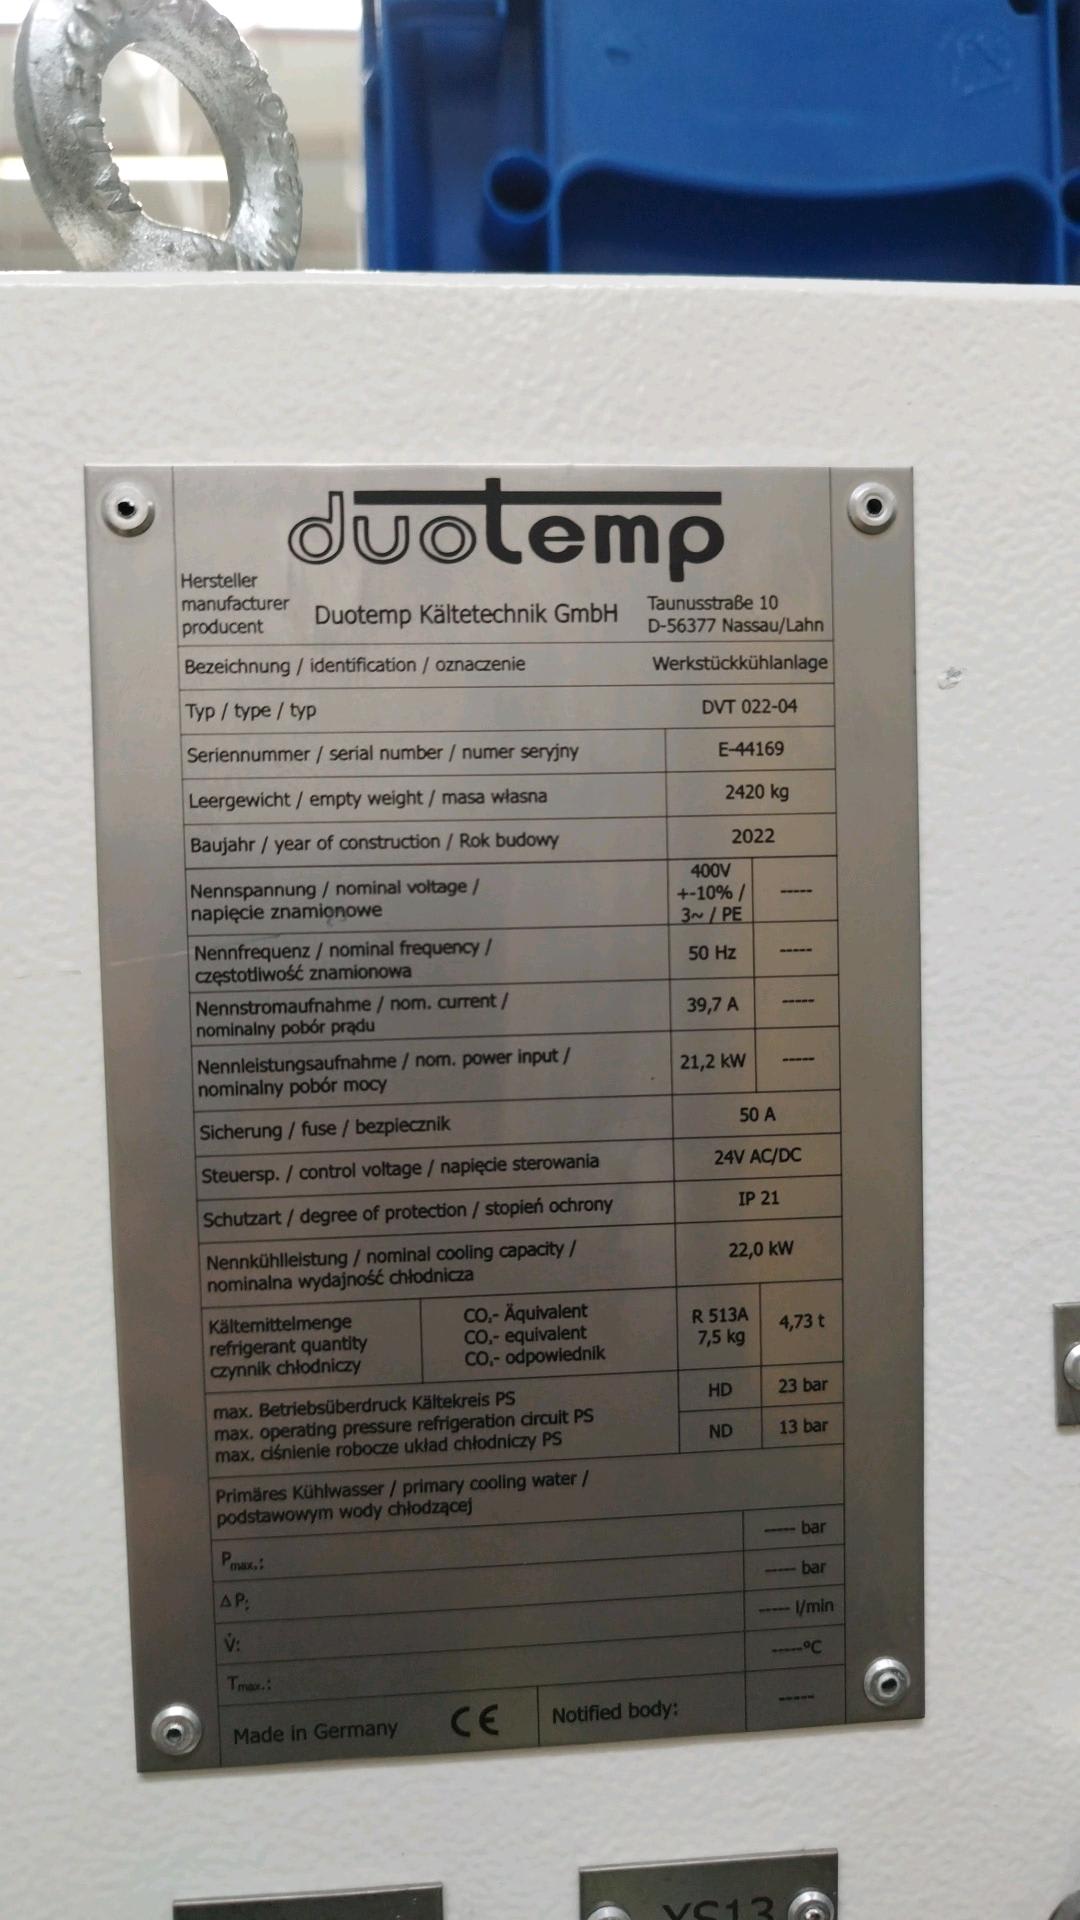 duotemp
Hersteller
manufacturer
producent
Duotemp Kältetechnik GmbH
Taunusstraße 10
D-56377 Nassau/Lahn
Bezeichnung / identification / oznaczenie
Werkstückkühlanlage
Typ / type / typ
DVT 022-04
Seriennummer / serial number / numer seryjny
E-44169
Leergewicht / empty weight / masa własna
2420 kg
Baujahr / year of construction / Rok budowy
2022
Nennspannung / nominal voltage /
napięcie znamionowe
400V
+-10% /
3~ / PE
-----
Nennfrequenz / nominal frequency /
częstotliwość znamionowa
50 Hz
-----
Nennstromaufnahme / nom. current /
nominalny pobór prądu
39,7 A
-----
Nennleistungsaufnahme / nom. power input /
nominalny pobór mocy
21,2 kW
-----
Sicherung / fuse / bezpiecznik
50 A
Steuersp. / control voltage / napięcie sterowania
24V AC/DC
Schutzart / degree of protection / stopień ochrony
IP 21
Nennkühlleistung / nominal cooling capacity /
nominalna wydajność chłodnicza
22,0 kW
Kältemittelmenge
refrigerant quantity
czynnik chłodniczy
CO₂- Äquivalent
CO₂- equivalent
CO₂- odpowiednik
R 513A
7,5 kg
4,73 t
max. Betriebsüberdruck Kältekreis PS
max. operating pressure refrigeration circuit PS
max. ciśnienie robocze układ chłodniczy PS
HD
23 bar
ND
13 bar
Primäres Kühlwasser / primary cooling water /
podstawowym wody chłodzącej
Pmax.:
----- bar
Δ P:
----- bar
V̇:
----- l/min
Tmax.:
-----°C
Made in Germany
CE
Notified body:
-----
XS13